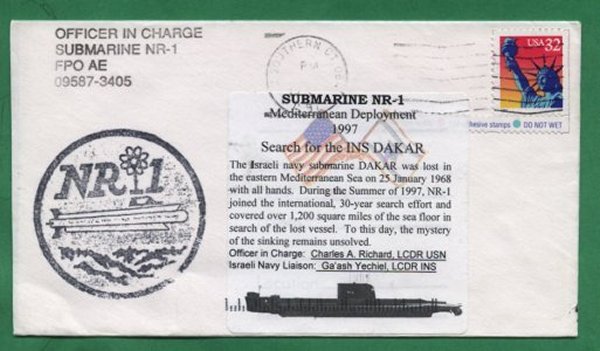 OFFICER IN CHARGE
SUBMARINE NR-1
FPO AE
09587-3405
PM
USA 32
hesive stamps DO NOT WET
NR-1
SUBMARINE NR-1
Mediterranean Deployment
1997
Search for the INS DAKAR
The Israeli navy submarine DAKAR was lost in
the eastern Mediterranean Sea on 25 January 1968
with all hands. During the Summer of 1997, NR-1
joined the international, 30-year search effort and
covered over 1,200 square miles of the sea floor in
search of the lost vessel. To this day, the mystery
of the sinking remains unsolved.
Officer in Charge: Charles A. Richard, LCDR USN
Israeli Navy Liaison: Ga'ash Yechiel, LCDR INS